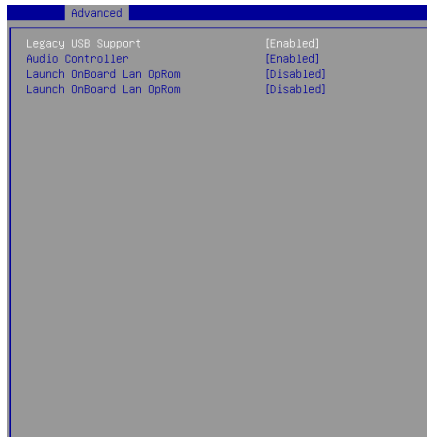 Advanced
Legacy USB Support [Enabled]
Audio Controller [Enabled]
Launch OnBoard Lan OpRom [Disabled]
Launch OnBoard Lan OpRom [Disabled]